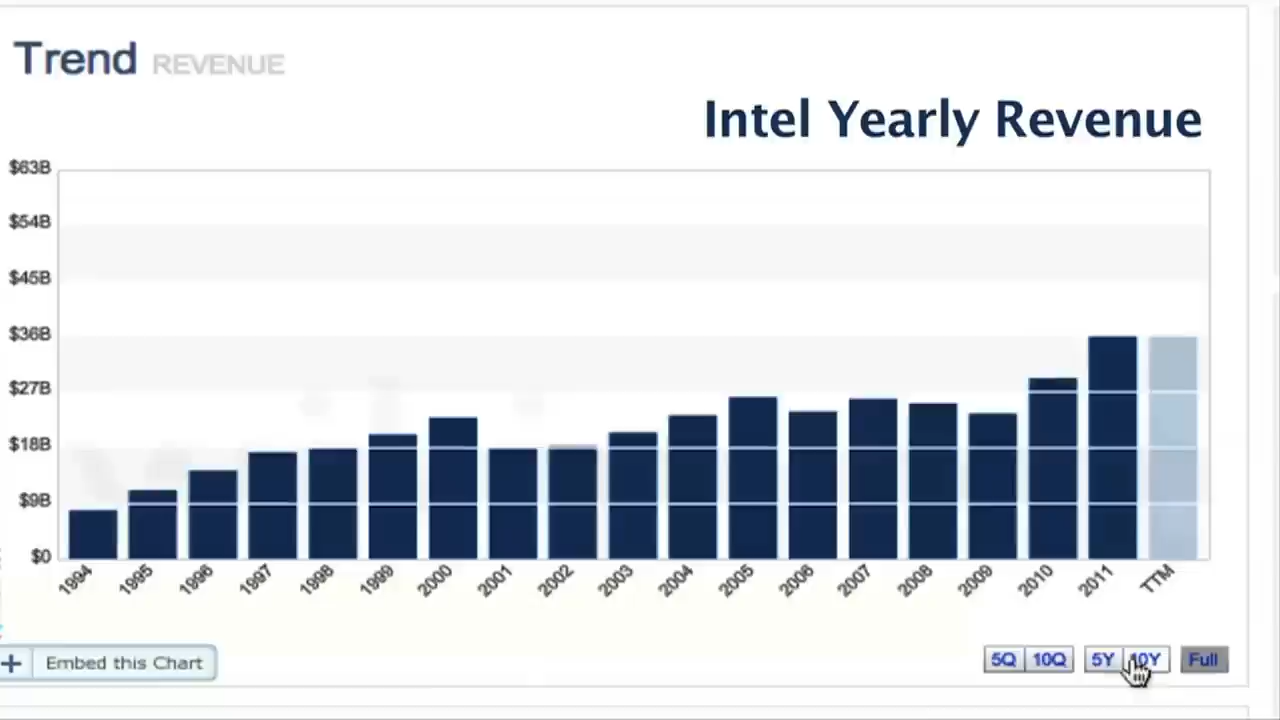 Trend REVENUE
Intel Yearly Revenue
$63B
$54B
$45B
$36B
$27B
$18B
$9B
$0
1994 1995 1996 1997 1998 1999 2000 2001 2002 2003 2004 2005 2006 2007 2008 2009 2010 2011 TTM
+ Embed this Chart 5Q 10Q 5Y 10Y Full